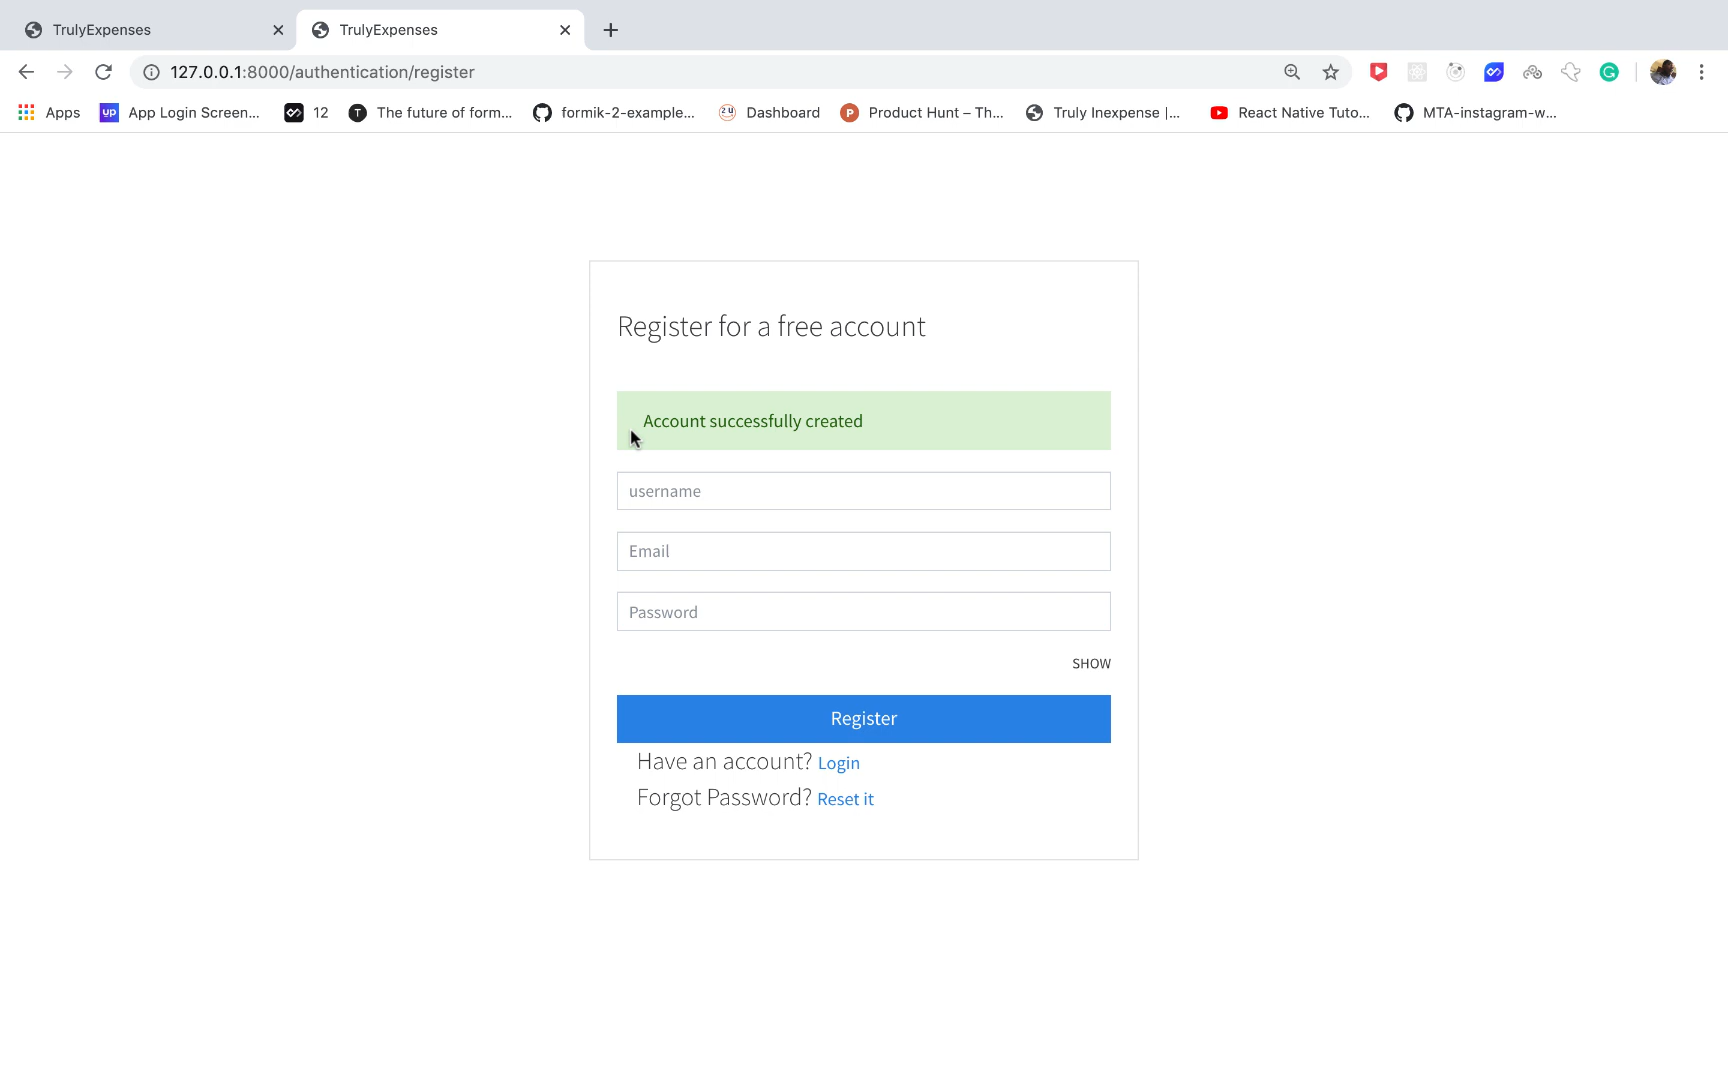 TrulyExpenses
TrulyExpenses
127.0.0.1:8000/authentication/register
Apps
up App Login Screen...
12
T The future of form...
formik-2-example...
Dashboard
P Product Hunt – Th...
Truly Inexpense |...
React Native Tuto...
MTA-instagram-w...
Register for a free account
Account successfully created
username
Email
Password
SHOW
Register
Have an account? Login
Forgot Password? Reset it